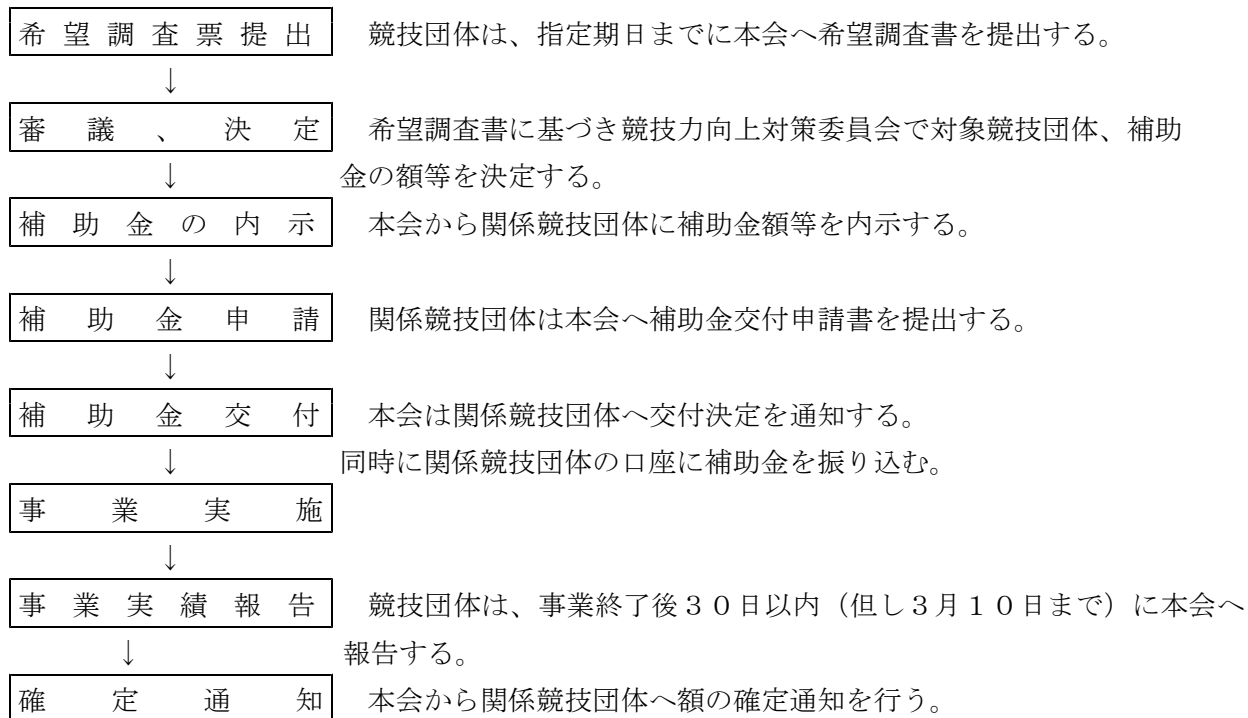 希望調査票提出　競技団体は、指定期日までに本会へ希望調査書を提出する。
↓
審議、決定　希望調査書に基づき競技力向上対策委員会で対象競技団体、補助
↓　金の額等を決定する。
補助金の内示　本会から関係競技団体に補助金額等を内示する。
↓
補助金申請　関係競技団体は本会へ補助金交付申請書を提出する。
↓
補助金交付　本会は関係競技団体へ交付決定を通知する。
↓　同時に関係競技団体の口座に補助金を振り込む。
事業実施
↓
事業実績報告　競技団体は、事業終了後３０日以内（但し３月１０日まで）に本会へ
↓　報告する。
確定通知　本会から関係競技団体へ額の確定通知を行う。